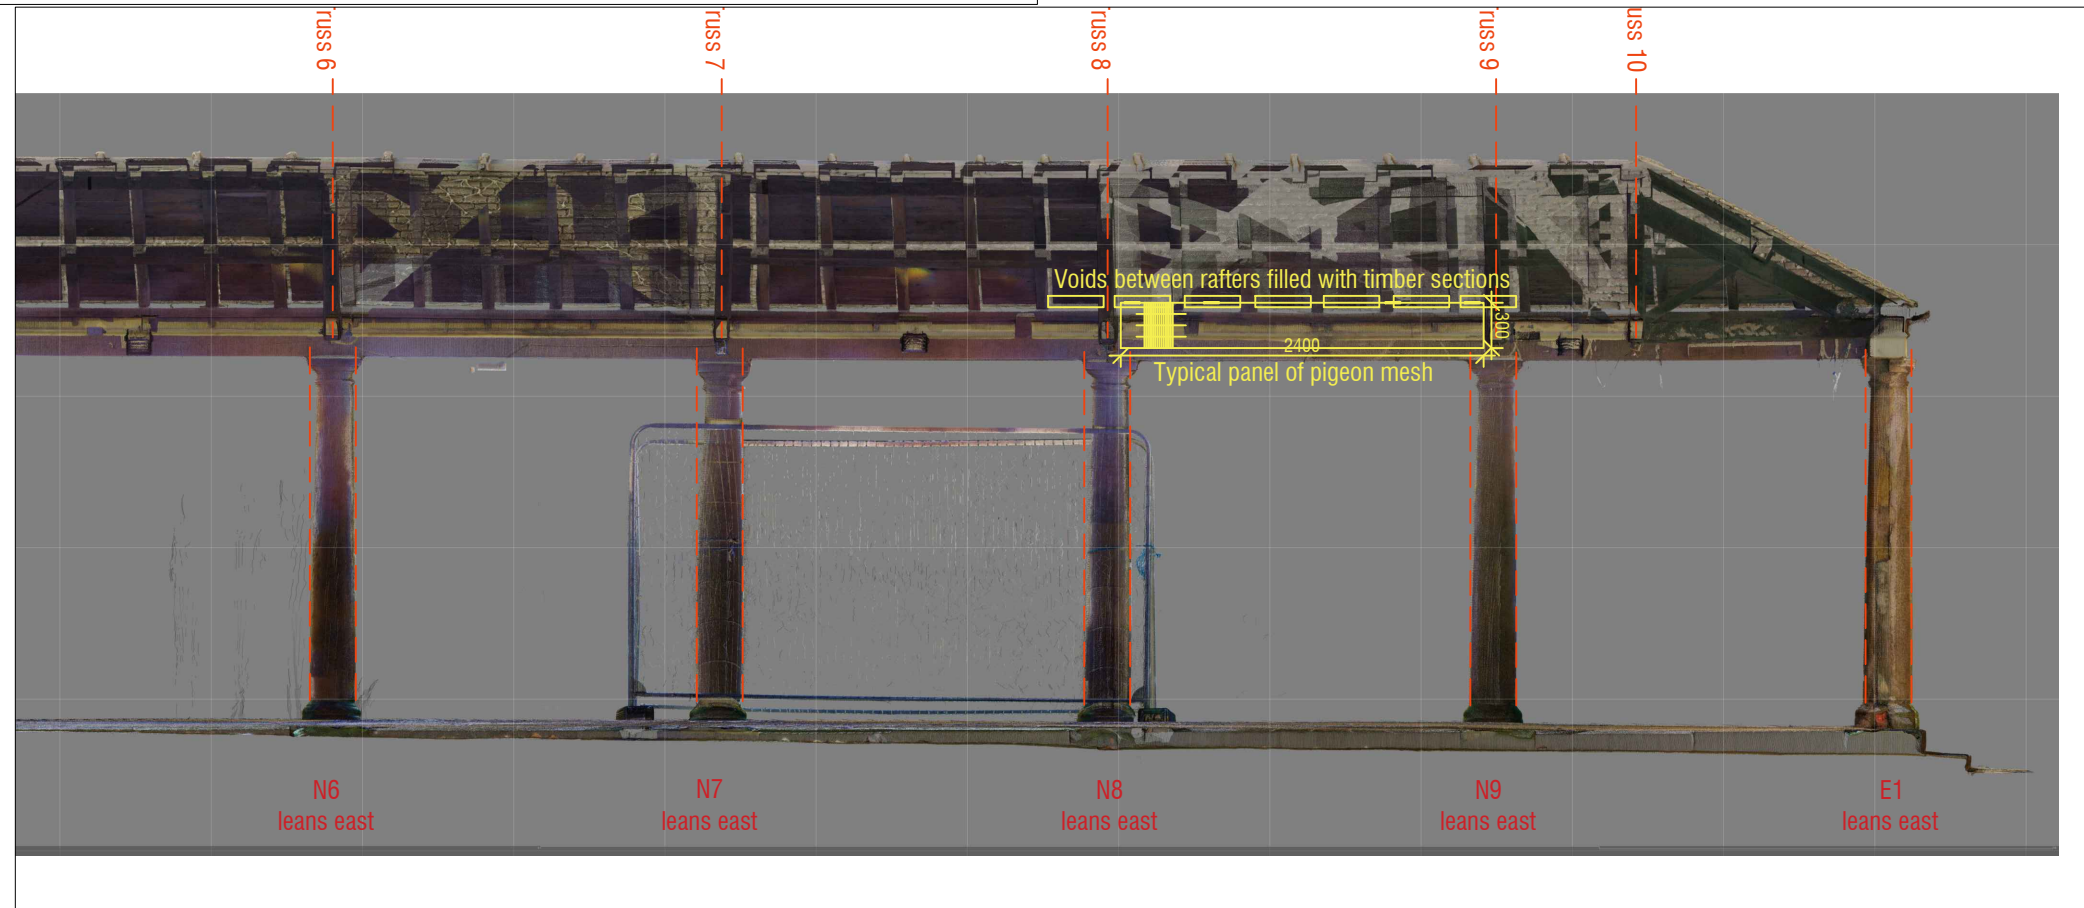 russ 6
russ 7
russ 8
russ 9
uss 10
Voids between rafters filled with timber sections
300
2400
Typical panel of pigeon mesh
N6
leans east
N7
leans east
N8
leans east
N9
leans east
E1
leans east